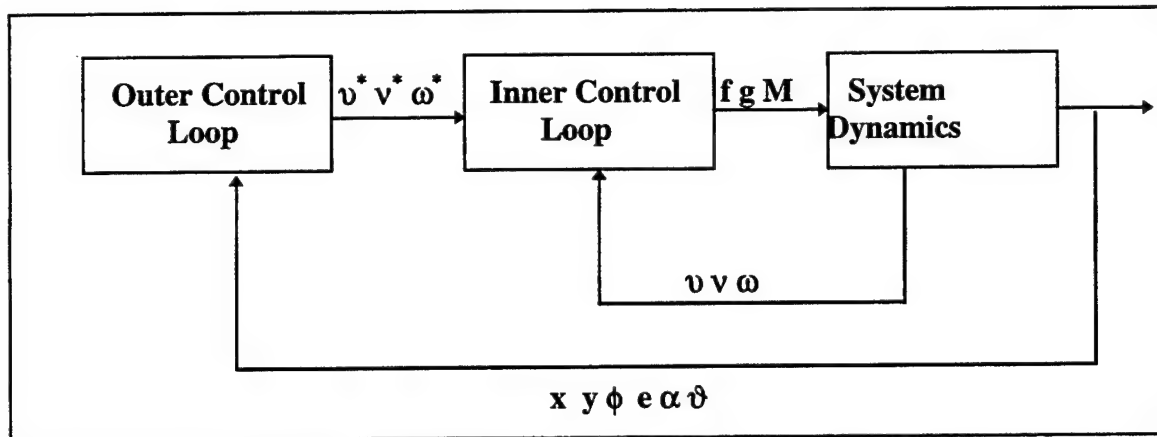 Outer Control
Loop
υ* ν* ω*
Inner Control
Loop
f g M
System
Dynamics
υ ν ω
x y ϕ e α ϑ